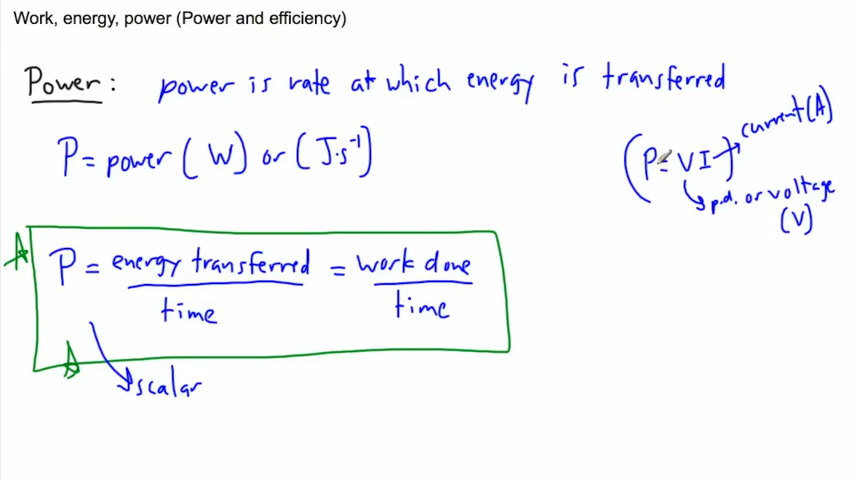 Work, energy, power (Power and efficiency)
Power: power is rate at which energy is transferred
P = power (W) or (J·s⁻¹)
(P = VI) current (A)
p.d. or voltage
(V)
P = energy transferred / time = work done / time
scalar